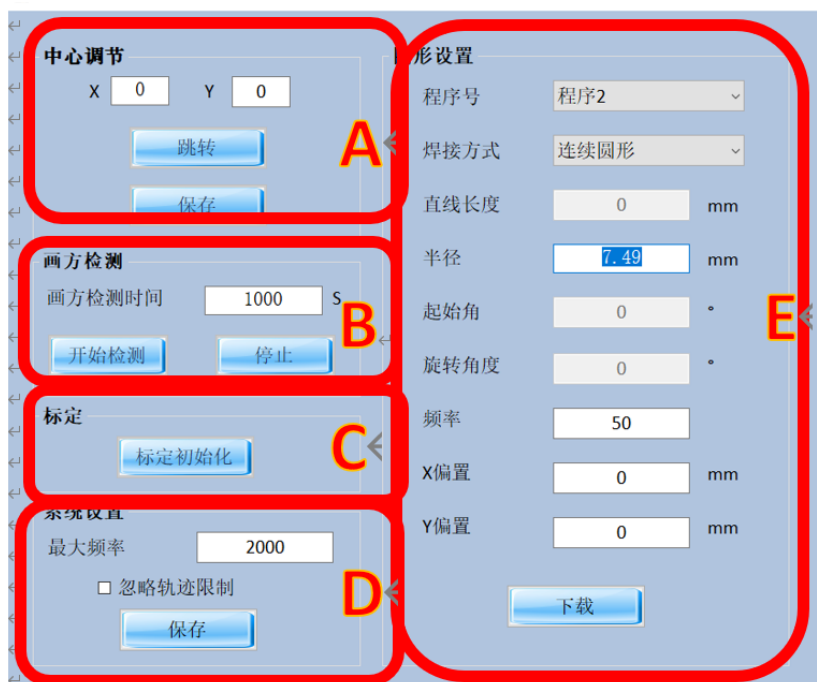 中心调节
X 0 Y 0
跳转
保存
A
画方检测
画方检测时间 1000 S
开始检测 停止
B
标定
标定初始化
C
系统设置
最大频率 2000
忽略轨迹限制
保存
D
形设置
程序号 程序2
焊接方式 连续圆形
直线长度 0 mm
半径 7.49 mm
起始角 0 °
旋转角度 0 °
频率 50
X偏置 0 mm
Y偏置 0 mm
下载
E